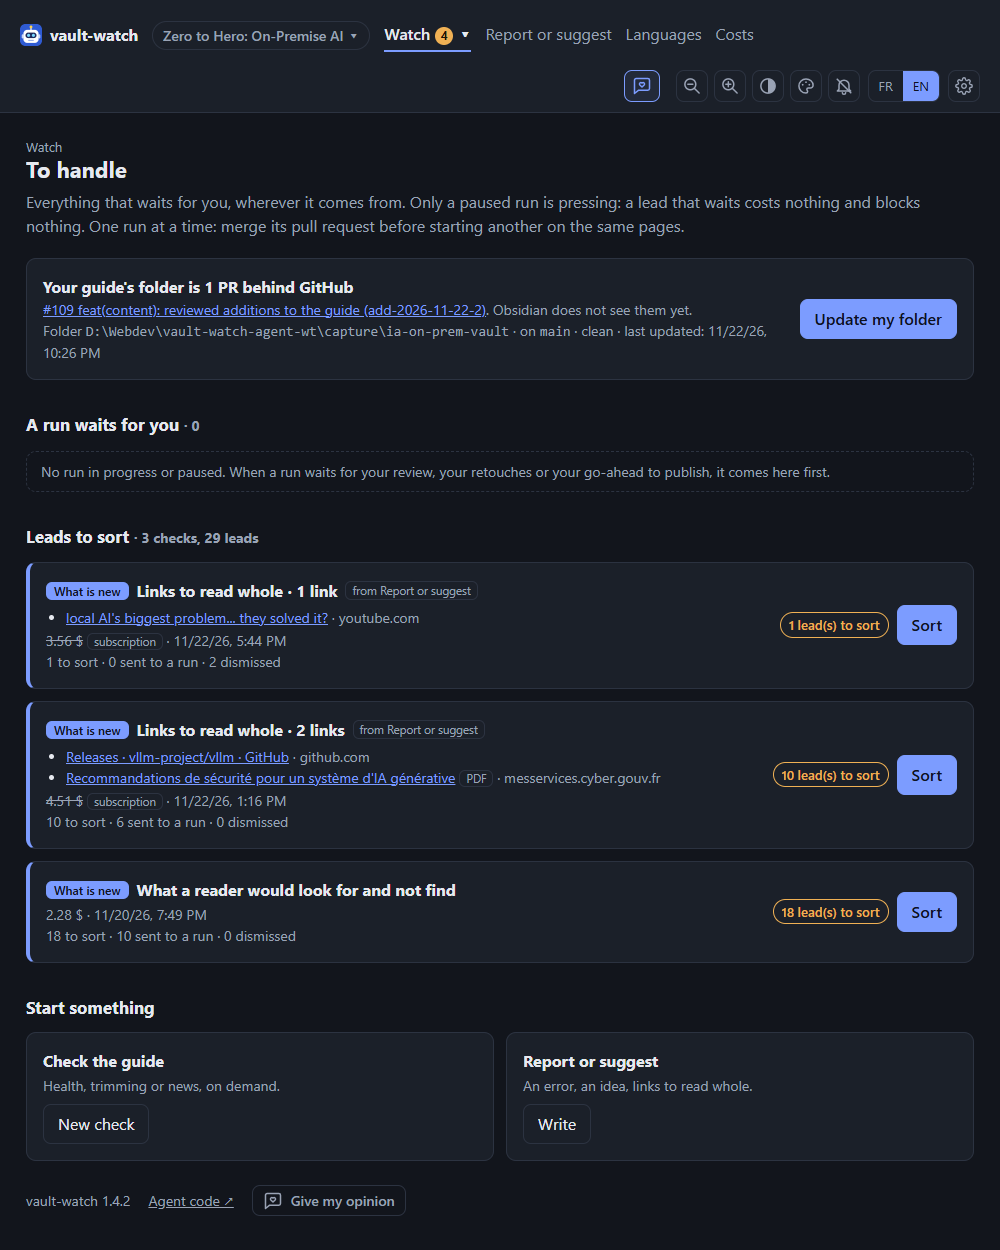 vault-watch
Zero to Hero: On-Premise AI ▾
Watch 4 ▼
Report or suggest
Languages
Costs
FR
EN
Watch
To handle
Everything that waits for you, wherever it comes from. Only a paused run is pressing: a lead that waits costs nothing and blocks
nothing. One run at a time: merge its pull request before starting another on the same pages.
Your guide's folder is 1 PR behind GitHub
#109 feat(content): reviewed additions to the guide (add-2026-11-22-2). Obsidian does not see them yet.
Folder D:\Webdev\vault-watch-agent-wt\capture\ia-on-prem-vault · on main · clean · last updated: 11/22/26,
10:26 PM
Update my folder
A run waits for you · 0
No run in progress or paused. When a run waits for your review, your retouches or your go-ahead to publish, it comes here first.
Leads to sort · 3 checks, 29 leads
What is new Links to read whole · 1 link from Report or suggest
• local AI's biggest problem... they solved it? · youtube.com
3.56 $ subscription · 11/22/26, 5:44 PM
1 to sort · 0 sent to a run · 2 dismissed
1 lead(s) to sort
Sort
What is new Links to read whole · 2 links from Report or suggest
• Releases · vllm-project/vllm · GitHub · github.com
• Recommandations de sécurité pour un système d'IA générative PDF · messervices.cyber.gouv.fr
4.51 $ subscription · 11/22/26, 1:16 PM
10 to sort · 6 sent to a run · 0 dismissed
10 lead(s) to sort
Sort
What is new What a reader would look for and not find
2.28 $ · 11/20/26, 7:49 PM
18 to sort · 10 sent to a run · 0 dismissed
18 lead(s) to sort
Sort
Start something
Check the guide
Health, trimming or news, on demand.
New check
Report or suggest
An error, an idea, links to read whole.
Write
vault-watch 1.4.2
Agent code ↗
Give my opinion